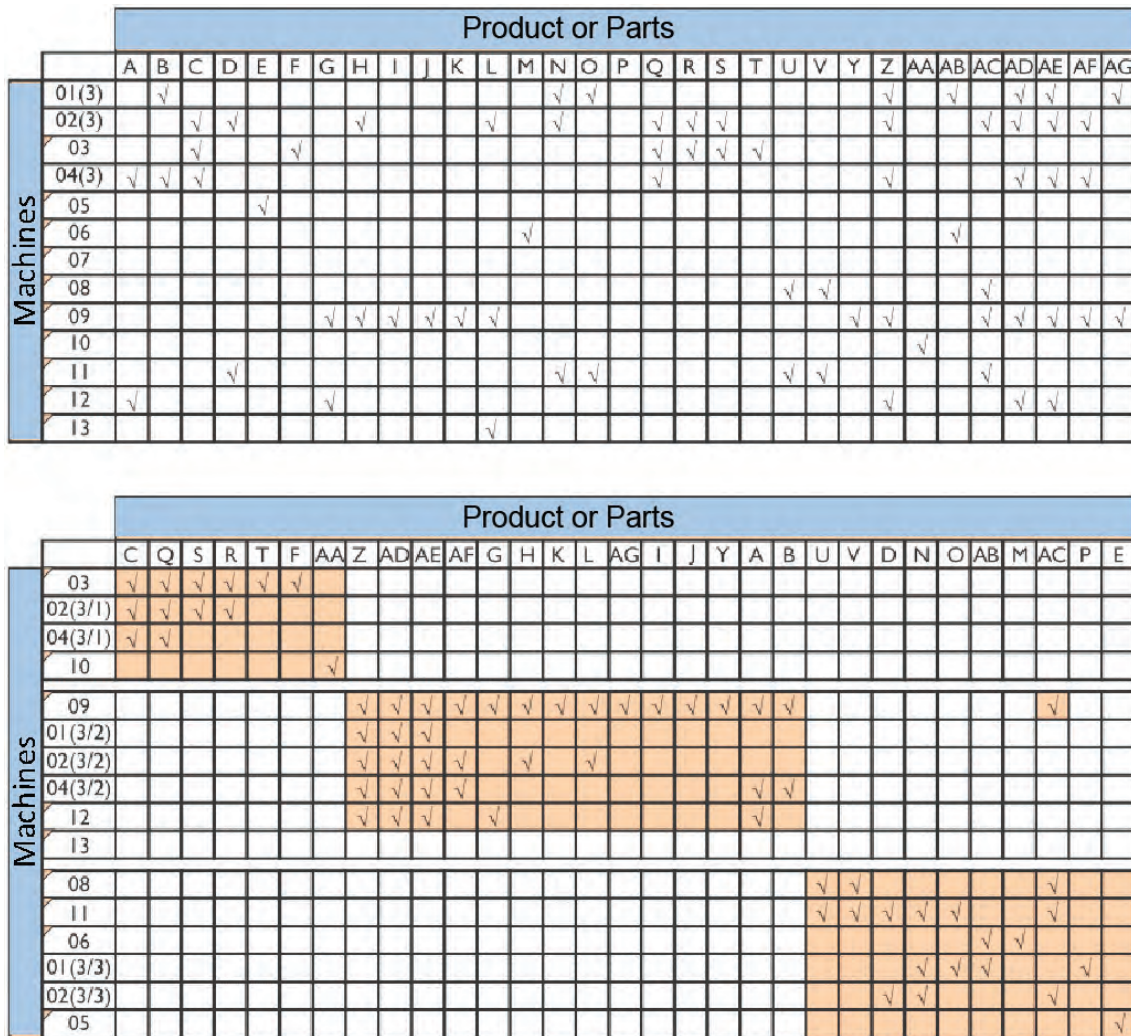 Product or Parts
A B C D E F G H I J K L M N O P Q R S T U V Y Z AA AB AC AD AE AF AG
Machines
01(3) √ √ √ √ √ √ √ √
02(3) √ √ √ √ √ √ √ √ √ √ √ √ √
03 √ √ √ √ √ √
04(3) √ √ √ √ √ √ √ √
05 √
06 √ √
07
08 √ √ √
09 √ √ √ √ √ √ √ √ √ √ √ √ √
10 √
11 √ √ √ √ √ √
12 √ √ √ √ √
13 √
Product or Parts
C Q S R T F AA Z AD AE AF G H K L AG I J Y A B U V D N O AB M AC P E
Machines
03 √ √ √ √ √ √
02(3/1) √ √ √ √
04(3/1) √ √
10 √
09 √ √ √ √ √ √ √ √ √ √ √ √ √ √ √
01(3/2) √ √ √
02(3/2) √ √ √ √ √ √
04(3/2) √ √ √ √ √ √
12 √ √ √ √ √
13
08 √ √ √
11 √ √ √ √ √ √
06 √ √
01(3/3) √ √ √ √
02(3/3) √ √ √
05 √